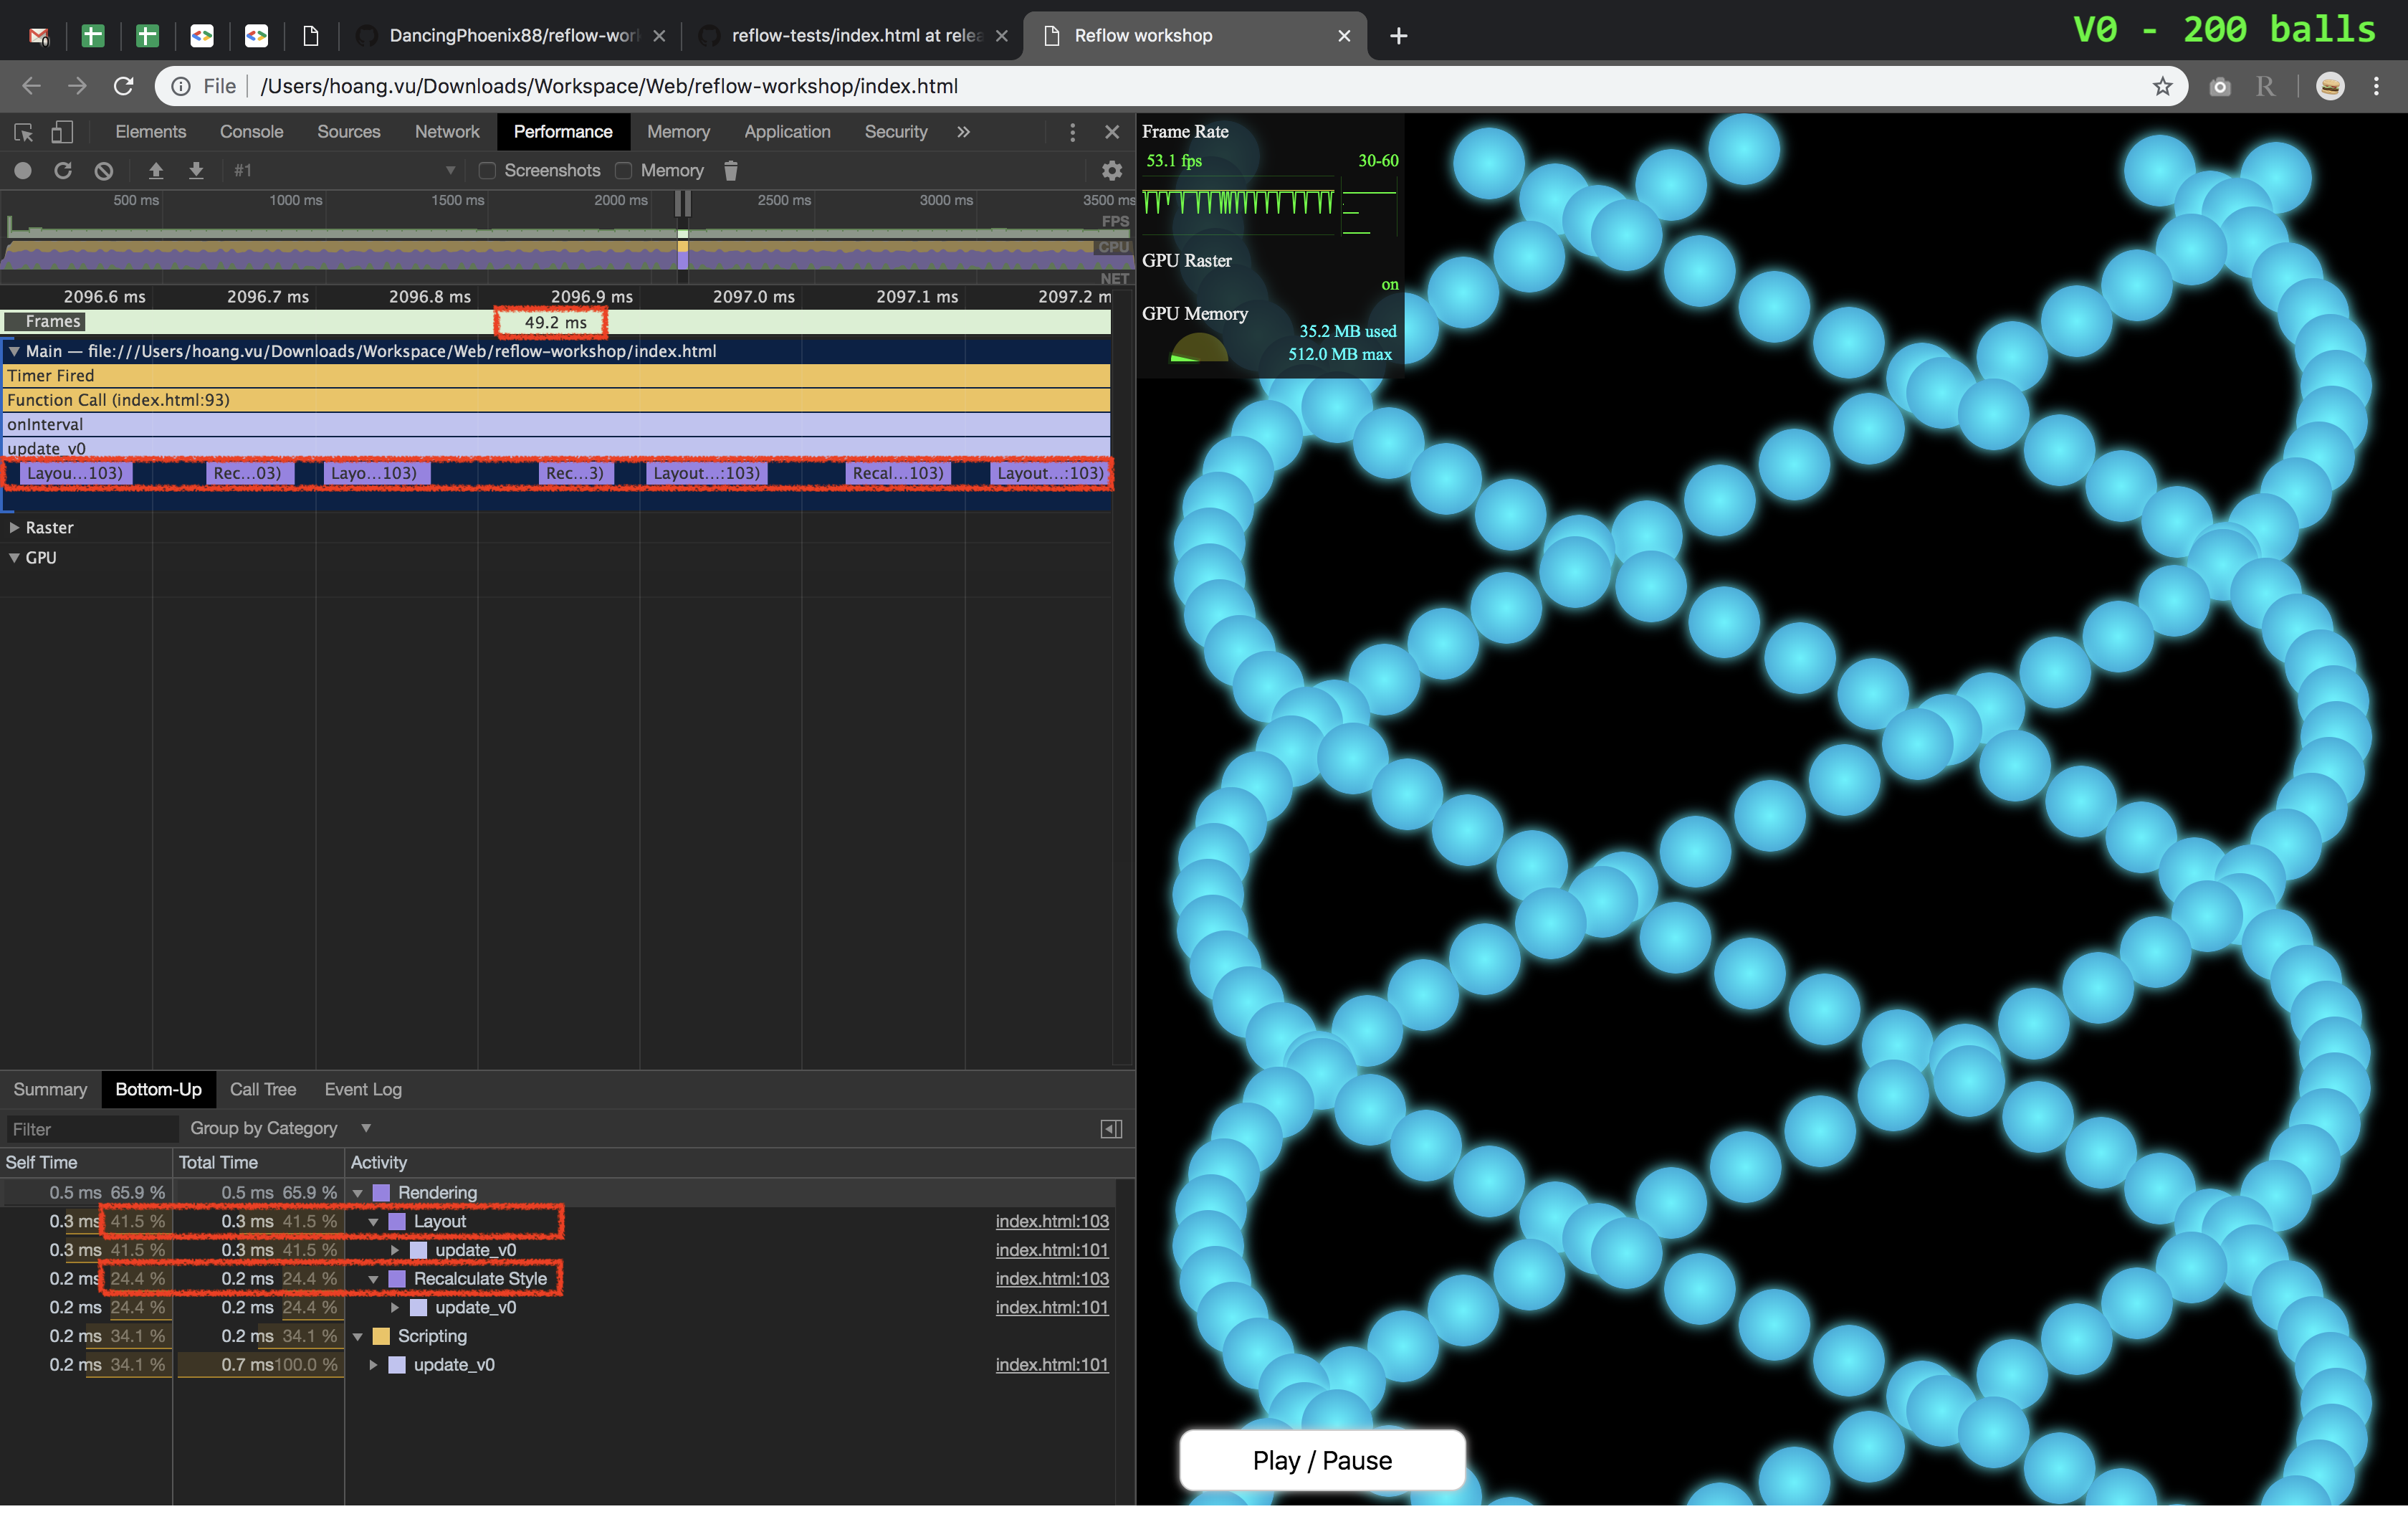 V0 - 200 balls
DancingPhoenix88/reflow-wor
reflow-tests/index.html at relea
Reflow workshop
File
/Users/hoang.vu/Downloads/Workspace/Web/reflow-workshop/index.html
R
Elements Console Sources Network Performance Memory Application Security »
#1 Screenshots Memory
500 ms 1000 ms 1500 ms 2000 ms 2500 ms 3000 ms 3500 ms
FPS
CPU
NET
2096.6 ms 2096.7 ms 2096.8 ms 2096.9 ms 2097.0 ms 2097.1 ms 2097.2 m
Frames 49.2 ms
Main — file:///Users/hoang.vu/Downloads/Workspace/Web/reflow-workshop/index.html
Timer Fired
Function Call (index.html:93)
onInterval
update_v0
Layou…103) Rec…03) Layo…103) Rec…3) Layout…:103) Recal…103) Layout…:103)
Raster
GPU
Frame Rate
53.1 fps 30-60
GPU Raster
on
GPU Memory
35.2 MB used
512.0 MB max
Summary Bottom-Up Call Tree Event Log
Filter Group by Category
Self Time Total Time Activity
0.5 ms 65.9 % 0.5 ms 65.9 % Rendering
0.3 ms 41.5 % 0.3 ms 41.5 % Layout index.html:103
0.3 ms 41.5 % 0.3 ms 41.5 % update_v0 index.html:101
0.2 ms 24.4 % 0.2 ms 24.4 % Recalculate Style index.html:103
0.2 ms 24.4 % 0.2 ms 24.4 % update_v0 index.html:101
0.2 ms 34.1 % 0.2 ms 34.1 % Scripting
0.2 ms 34.1 % 0.7 ms 100.0 % update_v0 index.html:101
Play / Pause